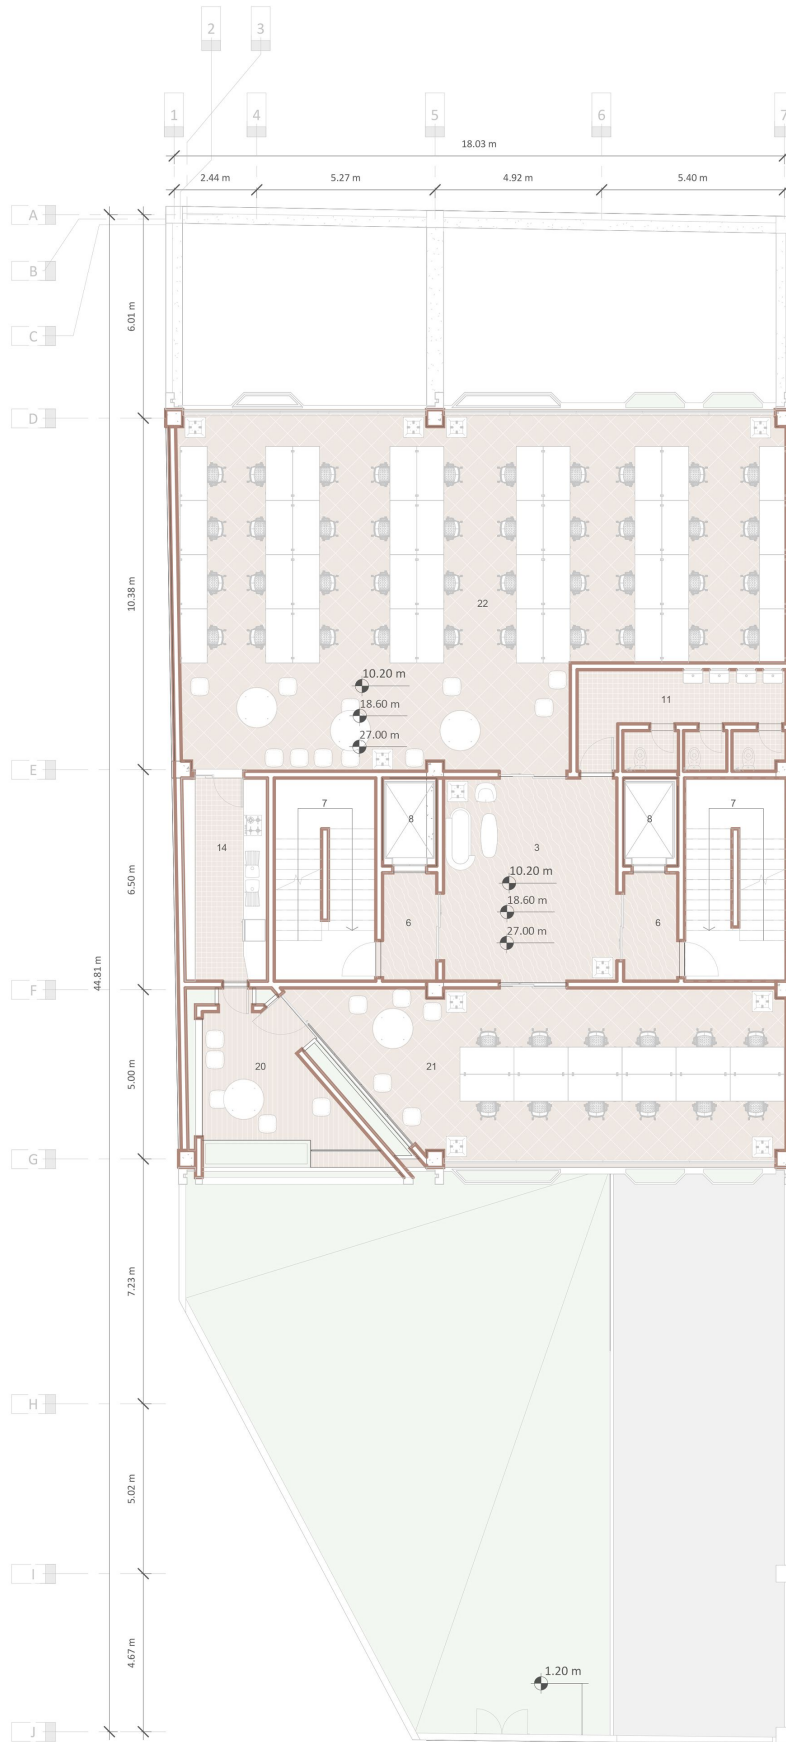 2 3
1 4 5 6 7
18.03 m
2.44 m 5.27 m 4.92 m 5.40 m
A
B
C
6.01 m
D
10.38 m
22
10.20 m
11
18.60 m
27.00 m
E
7 8 8 7
14 3
6.50 m
10.20 m
18.60 m
6 6
27.00 m
44.81 m
F
5.00 m
20 21
G
7.23 m
H
5.02 m
I
4.67 m
1.20 m
J